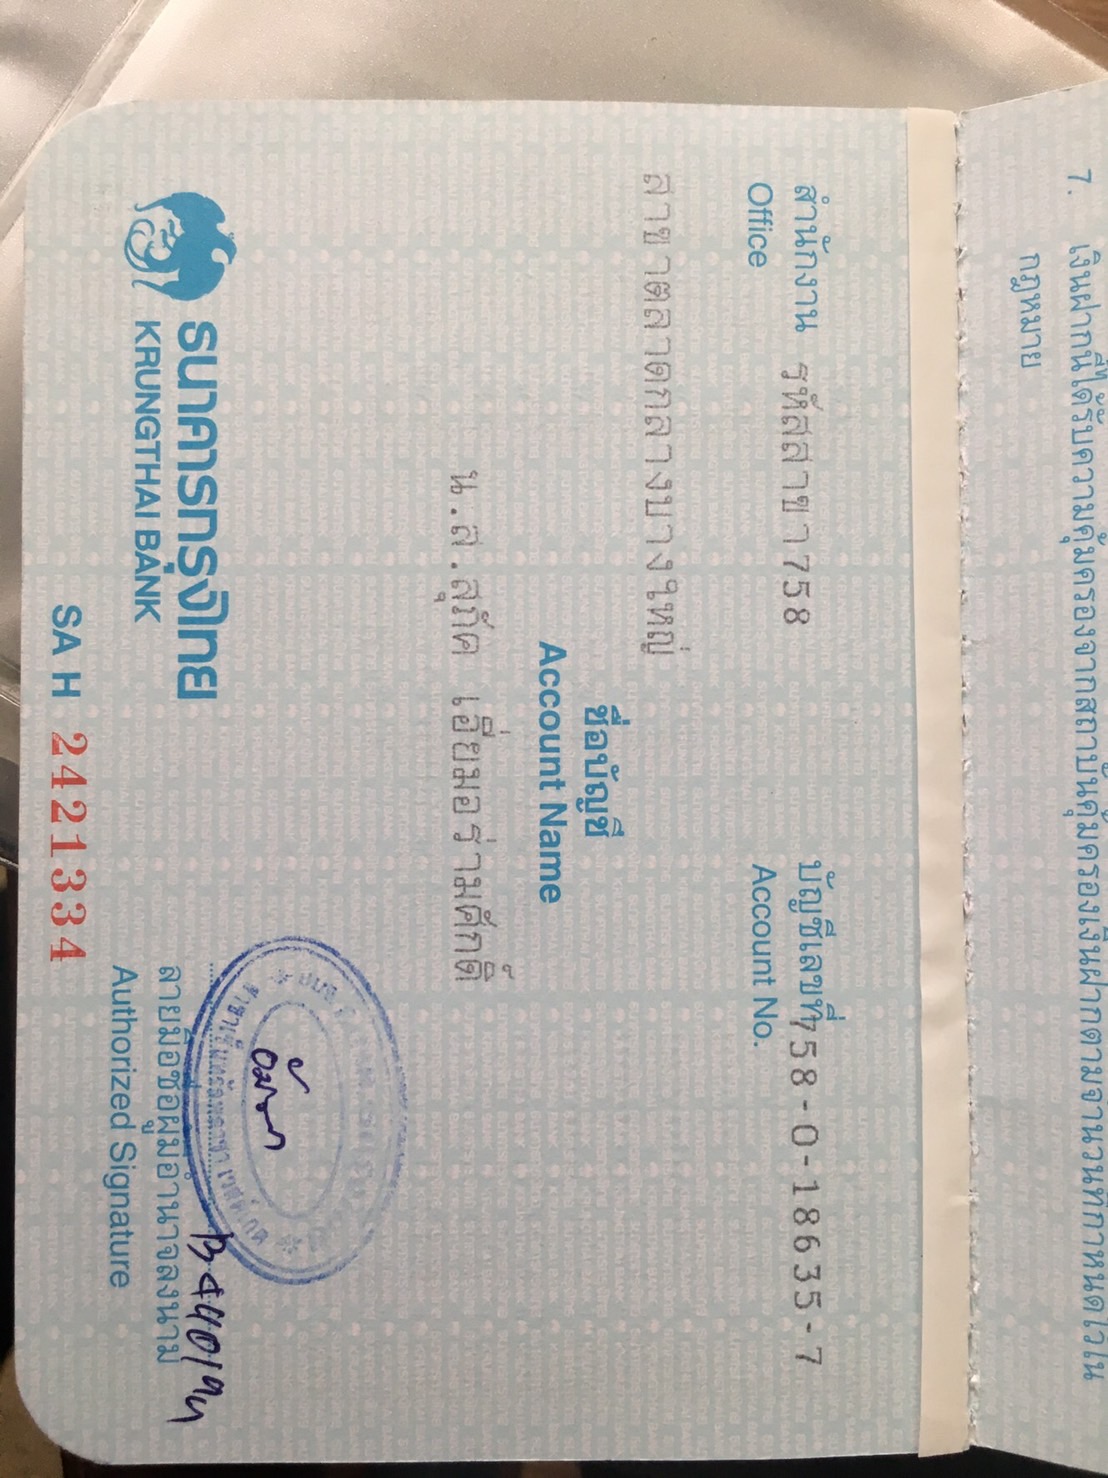 7. เงินฝากนี้ได้รับความคุ้มครองจากสถาบันคุ้มครองเงินฝากตามจำนวนที่กำหนดไว้ใน
กฎหมาย
สำนักงาน รหัสสาขา758
Office
บัญชีเลขที่ 758-0-18635-7
Account No.
สาขาตลาดกลางบางใหญ่
ชื่อบัญชี
Account Name
น.ส.สุภัค เอี่ยมอร่ามศักดิ์
สาขาเซ็นทรัลพลาซา เวสต์เกต
ธนาคารกรุงไทย
KRUNGTHAI BANK
ลายมือชื่อผู้มีอำนาจลงนาม
Authorized Signature
SA H 2421334